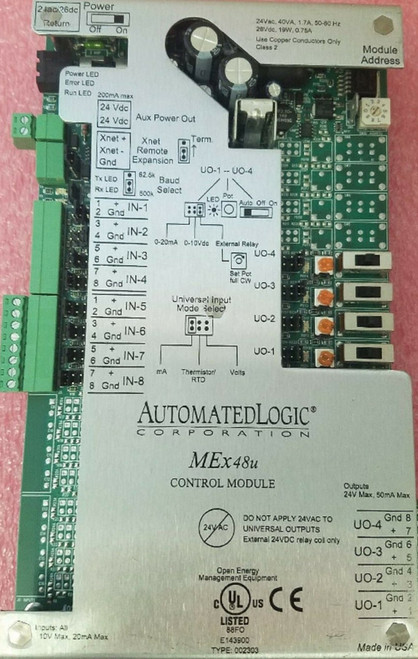 Power
Return
Off On
24Vac, 40VA, 1.7A, 50-60 Hz
26Vdc, 19W, 0.75A
Use Copper Conductors Only
Class 2
Module
Address
Power LED
Error LED
Run LED
200mA max
24 Vdc
24 Vdc
Aux Power Out
Xnet +
Xnet -
Gnd
Xnet
Remote
Expansion
Term.
Tx LED
Rx LED
62.5k
500k
Baud
Select
UO-1 -- UO-4
LED
Pot
Auto Off On
1 +
2 Gnd
IN-1
3 +
4 Gnd
IN-2
5 +
6 Gnd
IN-3
7 +
8 Gnd
IN-4
1 +
2 Gnd
IN-5
3 +
4 Gnd
IN-6
5 +
6 Gnd
IN-7
7 +
8 Gnd
IN-8
0-20mA
0-10Vdc
External Relay
Set Pot
full CW
UO-4
UO-3
UO-2
UO-1
Universal Input
Mode Select
mA
Thermistor/
RTD
Volts
AUTOMATEDLOGIC®
CORPORATION
MEx48u
CONTROL MODULE
24V AC
DO NOT APPLY 24VAC TO
UNIVERSAL OUTPUTS
External 24VDC relay coil only
Outputs
24V Max, 50mA Max
UO-4 Gnd 8
+ 7
UO-3 Gnd 6
+ 5
UO-2 Gnd 4
+ 3
UO-1 Gnd 2
+
Open Energy
Management Equipment
C UL US
LISTED
88FO
E143900
TYPE: 002303
CE
Inputs: All
10V Max, 20mA Max
Made in USA